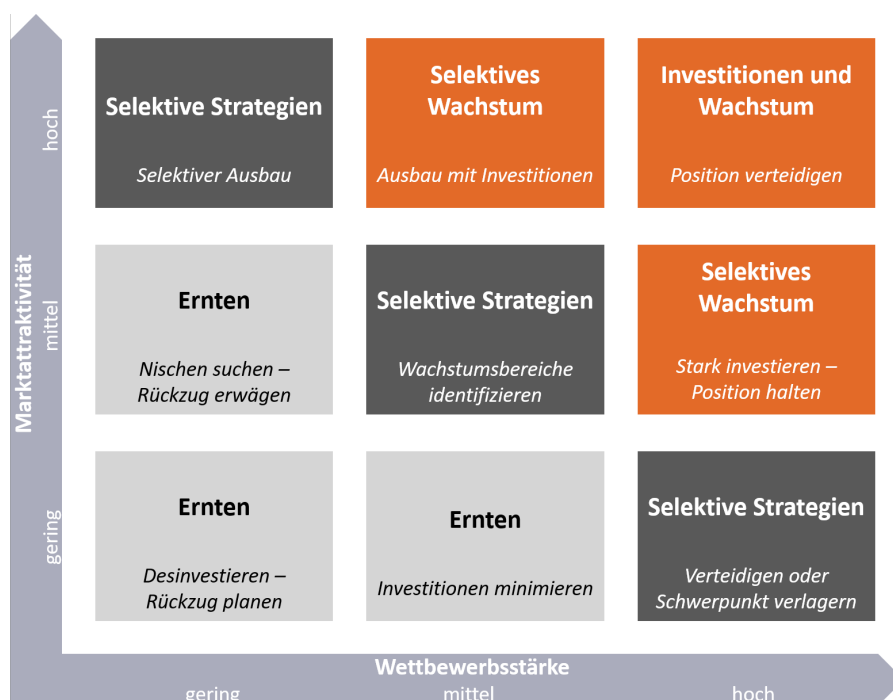 Marktattraktivität
hoch
mittel
gering
Selektive Strategien
Selektiver Ausbau
Selektives
Wachstum
Ausbau mit Investitionen
Investitionen und
Wachstum
Position verteidigen
Ernten
Nischen suchen –
Rückzug erwägen
Selektive Strategien
Wachstumsbereiche
identifizieren
Selektives
Wachstum
Stark investieren –
Position halten
Ernten
Desinvestieren –
Rückzug planen
Ernten
Investitionen minimieren
Selektive Strategien
Verteidigen oder
Schwerpunkt verlagern
Wettbewerbsstärke
gering
mittel
hoch